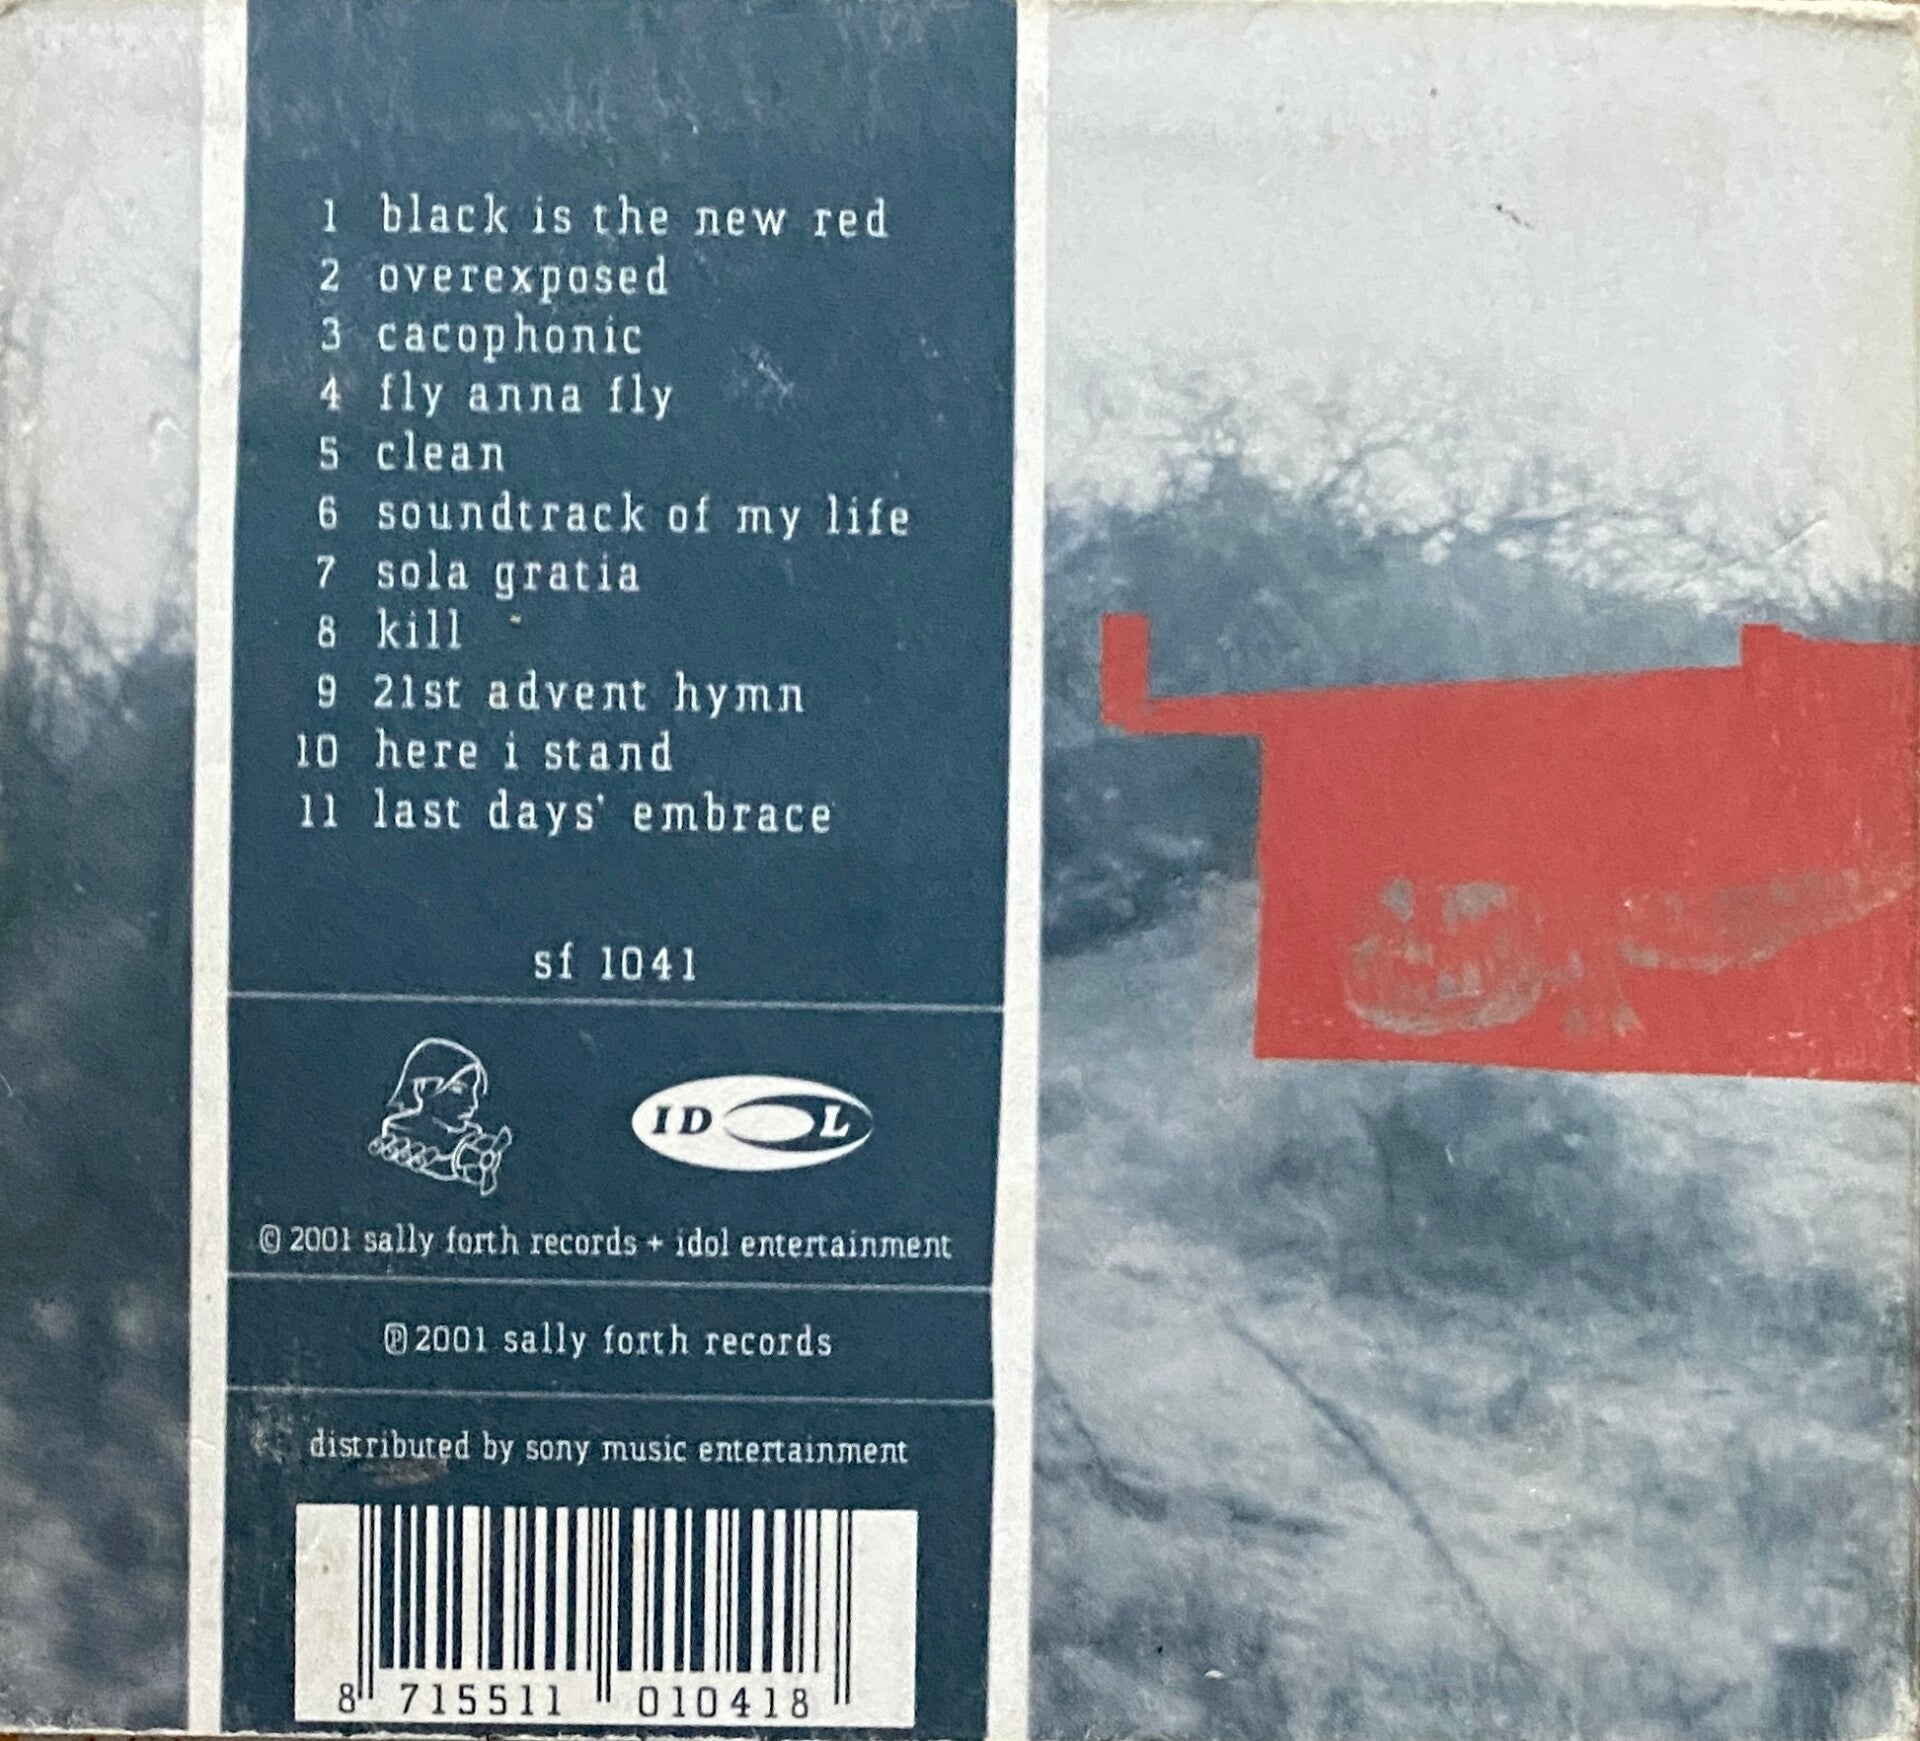 1 black is the new red
2 overexposed
3 cacophonic
4 fly anna fly
5 clean
6 soundtrack of my life
7 sola gratia
8 kill
9 21st advent hymn
10 here i stand
11 last days' embrace
sf 1041
IDOL
© 2001 sally forth records + idol entertainment
℗ 2001 sally forth records
distributed by sony music entertainment
8 715511 010418